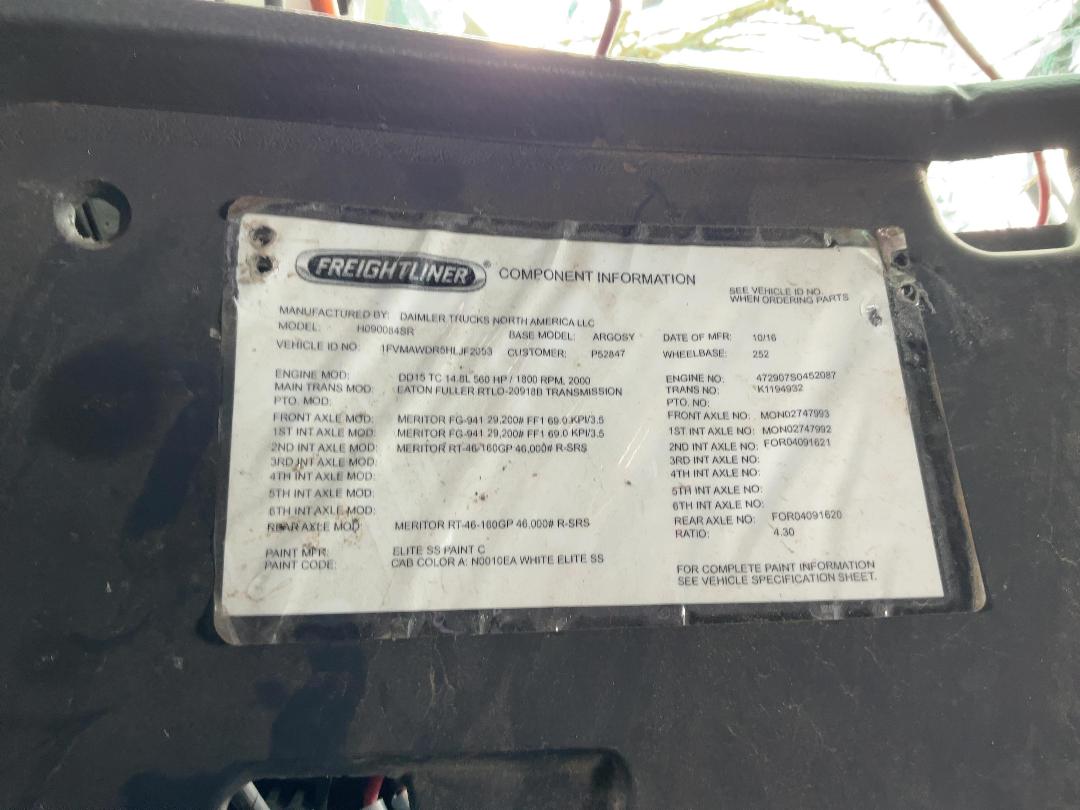 FREIGHTLINER® COMPONENT INFORMATION
SEE VEHICLE ID NO.
WHEN ORDERING PARTS
MANUFACTURED BY: DAIMLER TRUCKS NORTH AMERICA LLC
MODEL: H090084SR BASE MODEL: ARGOSY DATE OF MFR: 10/16
VEHICLE ID NO: 1FVMAWDR5HLJF2053 CUSTOMER: P52847 WHEELBASE: 252
ENGINE MOD: DD15 TC 14.8L 560 HP / 1800 RPM, 2000 ENGINE NO: 472907S0452087
MAIN TRANS MOD: EATON FULLER RTLO-20918B TRANSMISSION TRANS NO: K1194932
PTO. MOD: PTO. NO:
FRONT AXLE MOD: MERITOR FG-941 29,200# FF1 69.0 KPI/3.5 FRONT AXLE NO: MON02747993
1ST INT AXLE MOD: MERITOR FG-941 29,200# FF1 69.0 KPI/3.5 1ST INT AXLE NO: MON02747992
2ND INT AXLE MOD: MERITOR RT-46-160GP 46,000# R-SRS 2ND INT AXLE NO: FOR04091621
3RD INT AXLE MOD: 3RD INT AXLE NO:
4TH INT AXLE MOD: 4TH INT AXLE NO:
5TH INT AXLE MOD: 5TH INT AXLE NO:
6TH INT AXLE MOD: 6TH INT AXLE NO:
REAR AXLE MOD: MERITOR RT-46-160GP 46,000# R-SRS REAR AXLE NO: FOR04091620
RATIO: 4.30
PAINT MFR: ELITE SS PAINT C
PAINT CODE: CAB COLOR A: N0010EA WHITE ELITE SS
FOR COMPLETE PAINT INFORMATION
SEE VEHICLE SPECIFICATION SHEET.